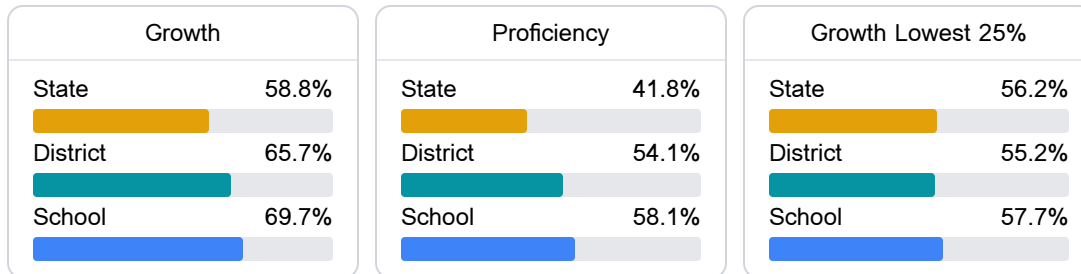 Growth
State 58.8%
District 65.7%
School 69.7%
Proficiency
State 41.8%
District 54.1%
School 58.1%
Growth Lowest 25%
State 56.2%
District 55.2%
School 57.7%